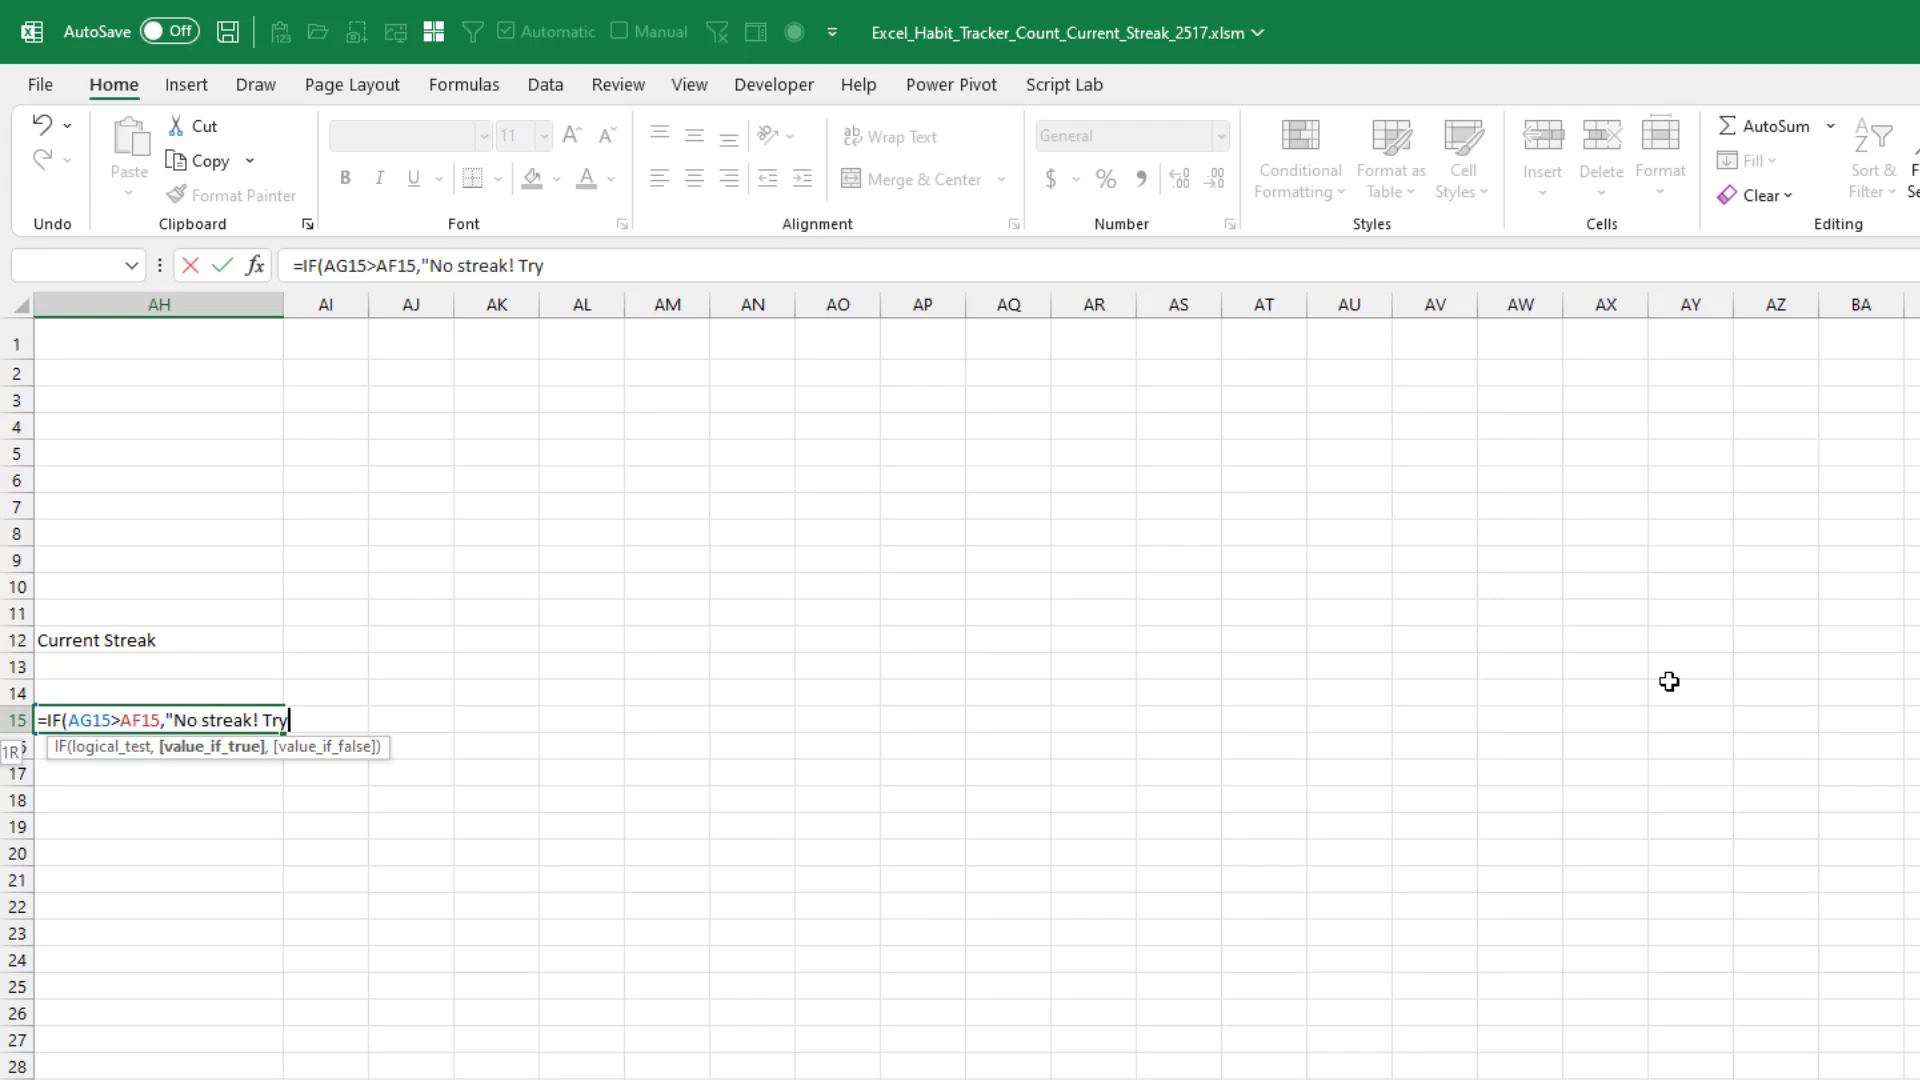 AutoSave Off Automatic Manual Excel_Habit_Tracker_Count_Current_Streak_2517.xlsm
File Home Insert Draw Page Layout Formulas Data Review View Developer Help Power Pivot Script Lab
Paste Cut Copy Format Painter
11 B I U
ab Wrap Text
Merge & Center
General
$ %
Conditional Formatting
Format as Table
Cell Styles
Insert Delete Format
AutoSum
Fill
Clear
Sort & Filter
Undo Clipboard Font Alignment Number Styles Cells Editing
fx =IF(AG15>AF15,"No streak! Try
AH AI AJ AK AL AM AN AO AP AQ AR AS AT AU AV AW AX AY AZ BA
1
2
3
4
5
6
7
8
9
10
11
12 Current Streak
13
14
15 =IF(AG15>AF15,"No streak! Try
1R IF(logical_test, [value_if_true], [value_if_false])
17
18
19
20
21
22
23
24
25
26
27
28